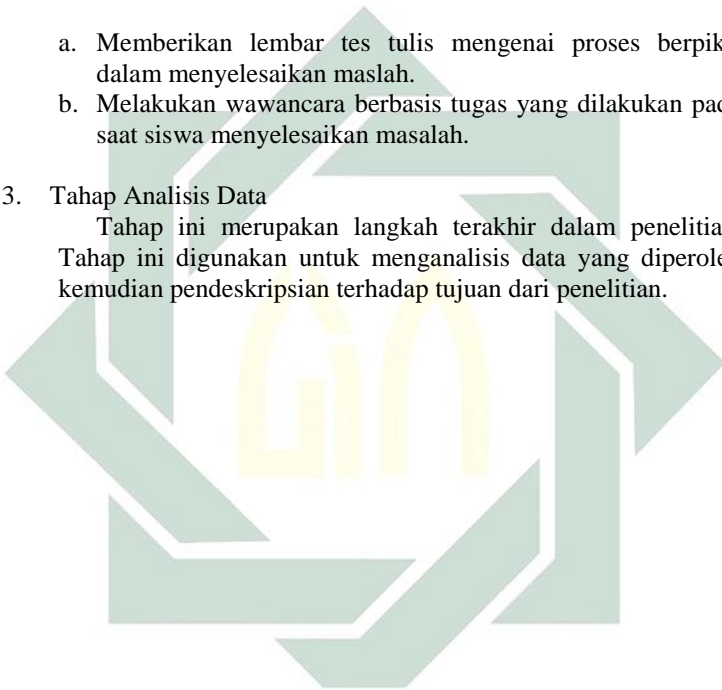 a. Memberikan lembar tes tulis mengenai proses berpik
dalam menyelesaikan maslah.
b. Melakukan wawancara berbasis tugas yang dilakukan pad
saat siswa menyelesaikan masalah.
3. Tahap Analisis Data
Tahap ini merupakan langkah terakhir dalam penelitia
Tahap ini digunakan untuk menganalisis data yang diperole
kemudian pendeskripsian terhadap tujuan dari penelitian.